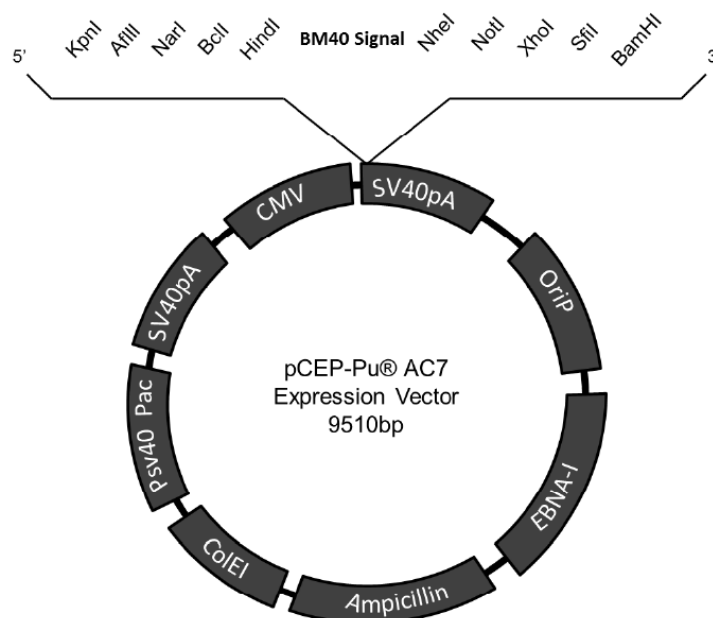 5' KpnI AflII NarI BclI HindI BM40 Signal NheI NotI XhoI SfiI BamHI 3'
SV40pA
OriP
EBNA-I
Ampicillin
ColEI
Psv40 Pac
SV40pA
CMV
pCEP-Pu® AC7
Expression Vector
9510bp